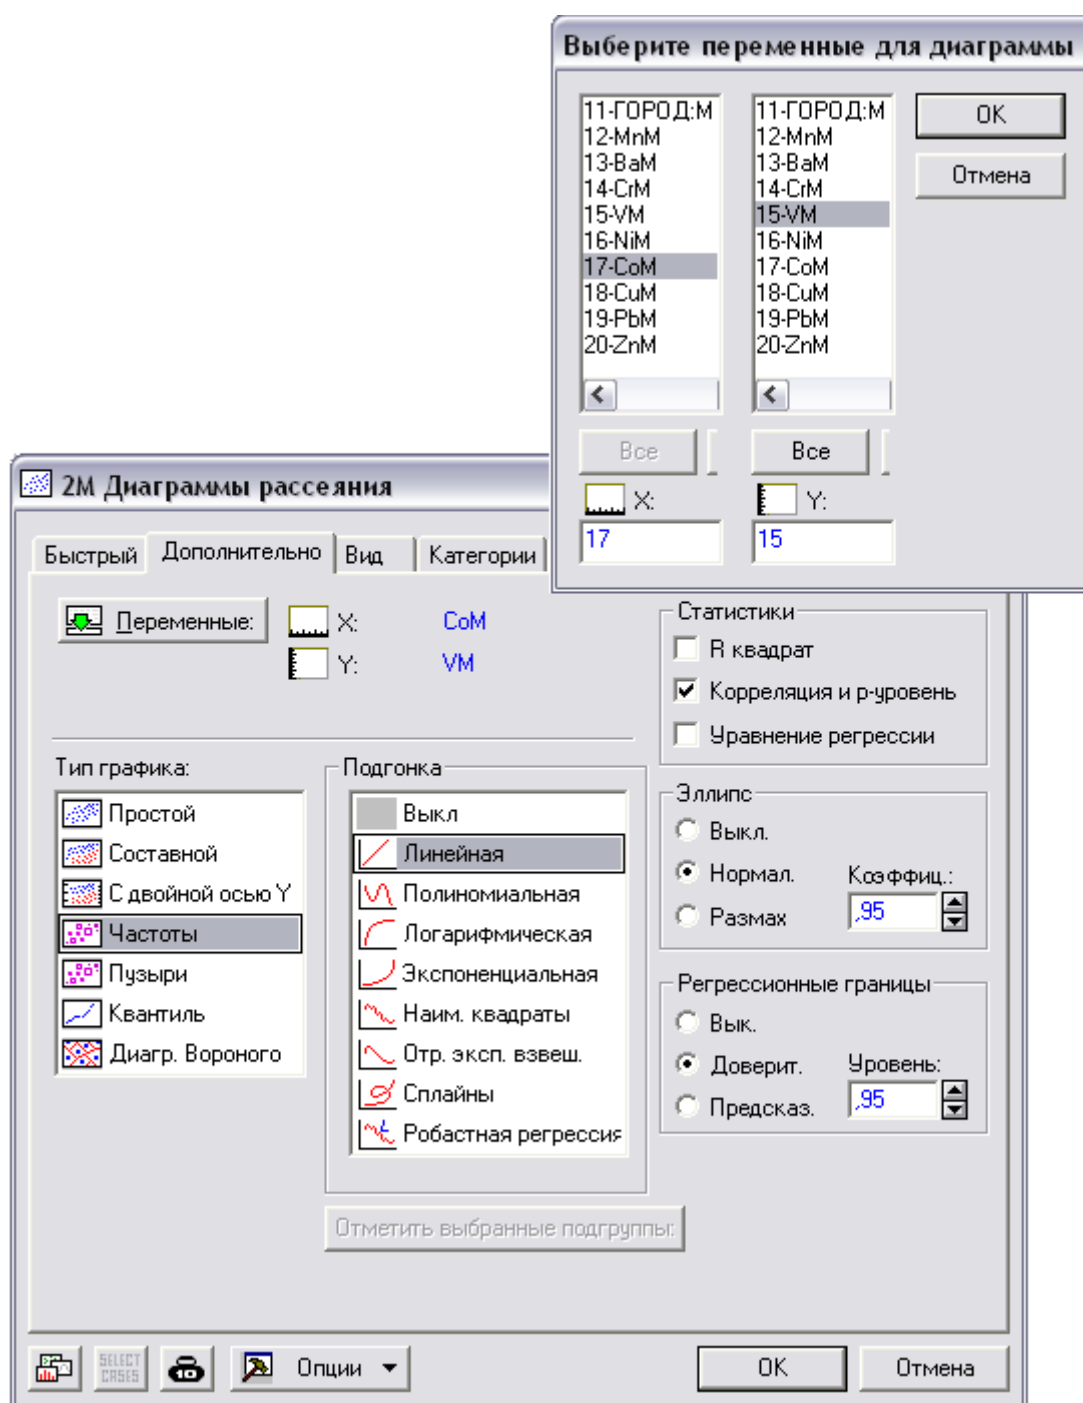 Выберите переменные для диаграммы
11-ГОРОД:М
12-MnM
13-BaM
14-CrM
15-VM
16-NiM
17-CoM
18-CuM
19-PbM
20-ZnM
11-ГОРОД:М
12-MnM
13-BaM
14-CrM
15-VM
16-NiM
17-CoM
18-CuM
19-PbM
20-ZnM
OK
Отмена
Все
Все
X:
Y:
17
15
2М Диаграммы рассеяния
Быстрый
Дополнительно
Вид
Категории
Переменные:
X:
CoM
Y:
VM
Статистики
R квадрат
Корреляция и p-уровень
Уравнение регрессии
Тип графика:
Простой
Составной
С двойной осью Y
Частоты
Пузыри
Квантиль
Диагр. Вороного
Подгонка
Выкл
Линейная
Полиномиальная
Логарифмическая
Экспоненциальная
Наим. квадраты
Отр. эксп. взвеш.
Сплайны
Робастная регрессия
Эллипс
Выкл.
Нормал.
Размах
Коэффиц.:
,95
Регрессионные границы
Вык.
Доверит.
Предсказ.
Уровень:
,95
Отметить выбранные подгруппы:
SELECT
CASES
10
Опции
OK
Отмена